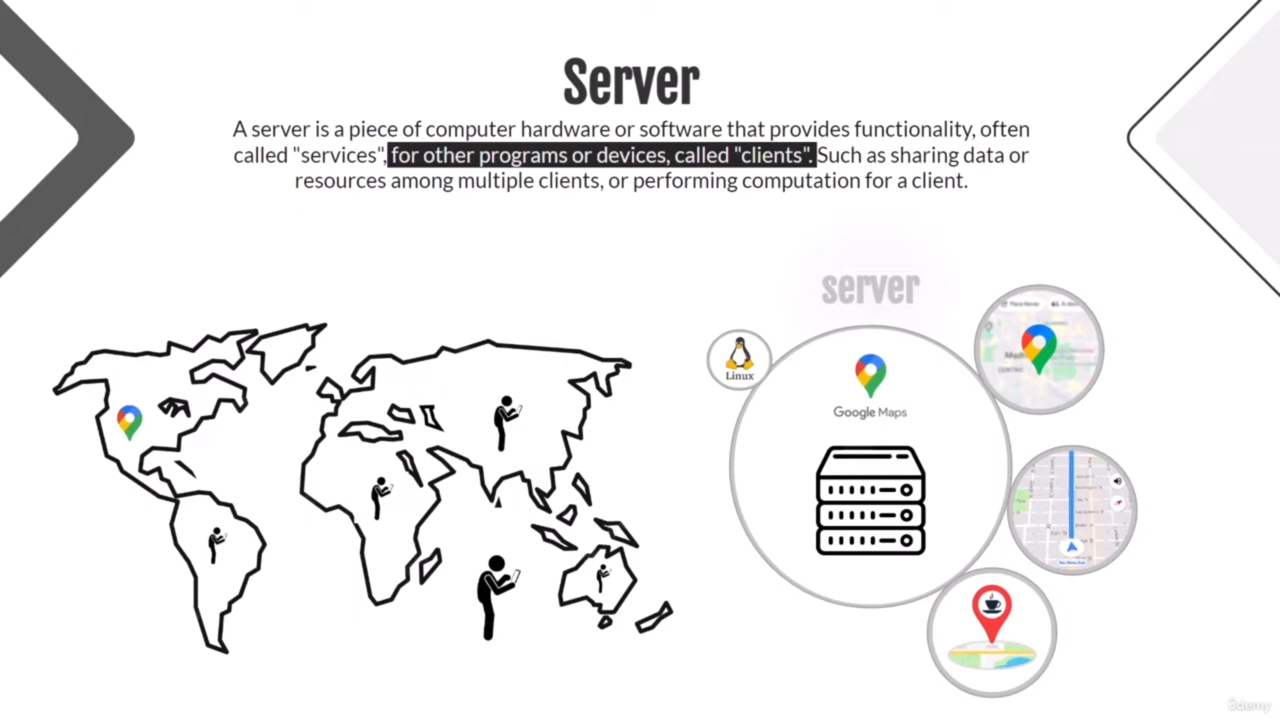 Server
A server is a piece of computer hardware or software that provides functionality, often
called "services", for other programs or devices, called "clients". Such as sharing data or
resources among multiple clients, or performing computation for a client.
server
Linux
Google Maps
ûdemy